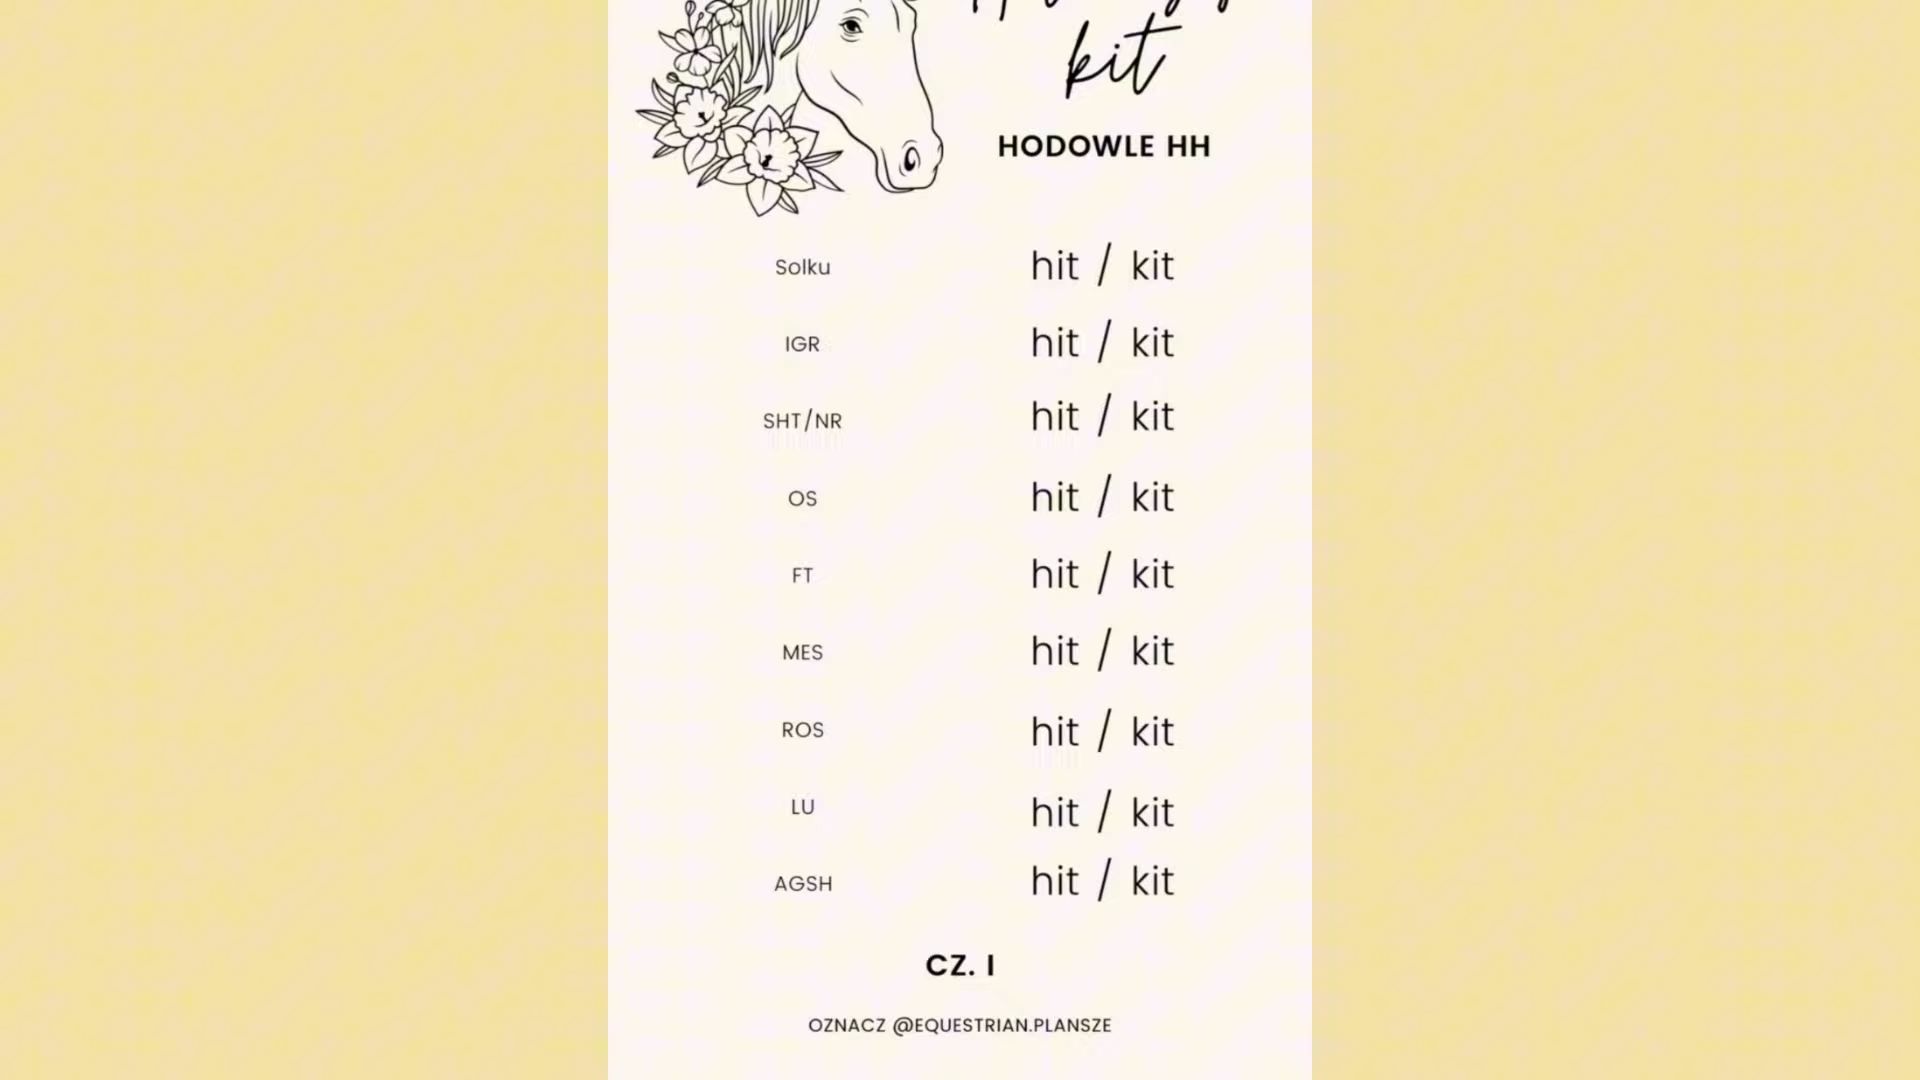 kit
HODOWLE HH
Solku hit / kit
IGR hit / kit
SHT/NR hit / kit
OS hit / kit
FT hit / kit
MES hit / kit
ROS hit / kit
LU hit / kit
AGSH hit / kit
CZ. I
OZNACZ @EQUESTRIAN.PLANSZE